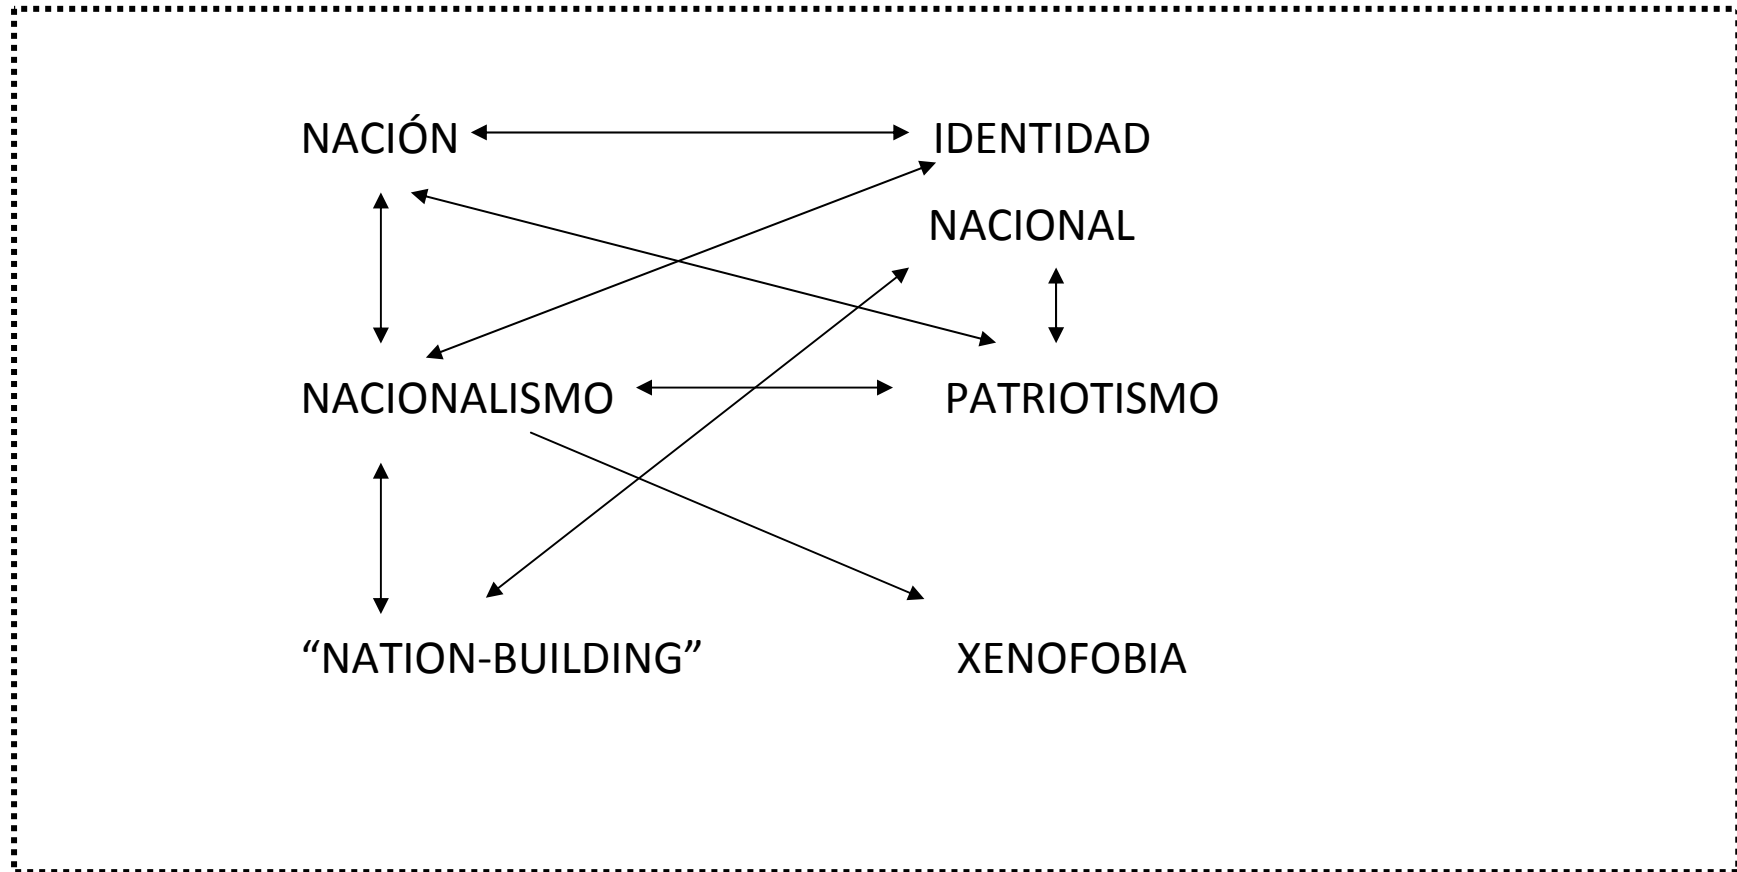 NACIÓN IDENTIDAD
NACIONAL
NACIONALISMO PATRIOTISMO
“NATION-BUILDING” XENOFOBIA